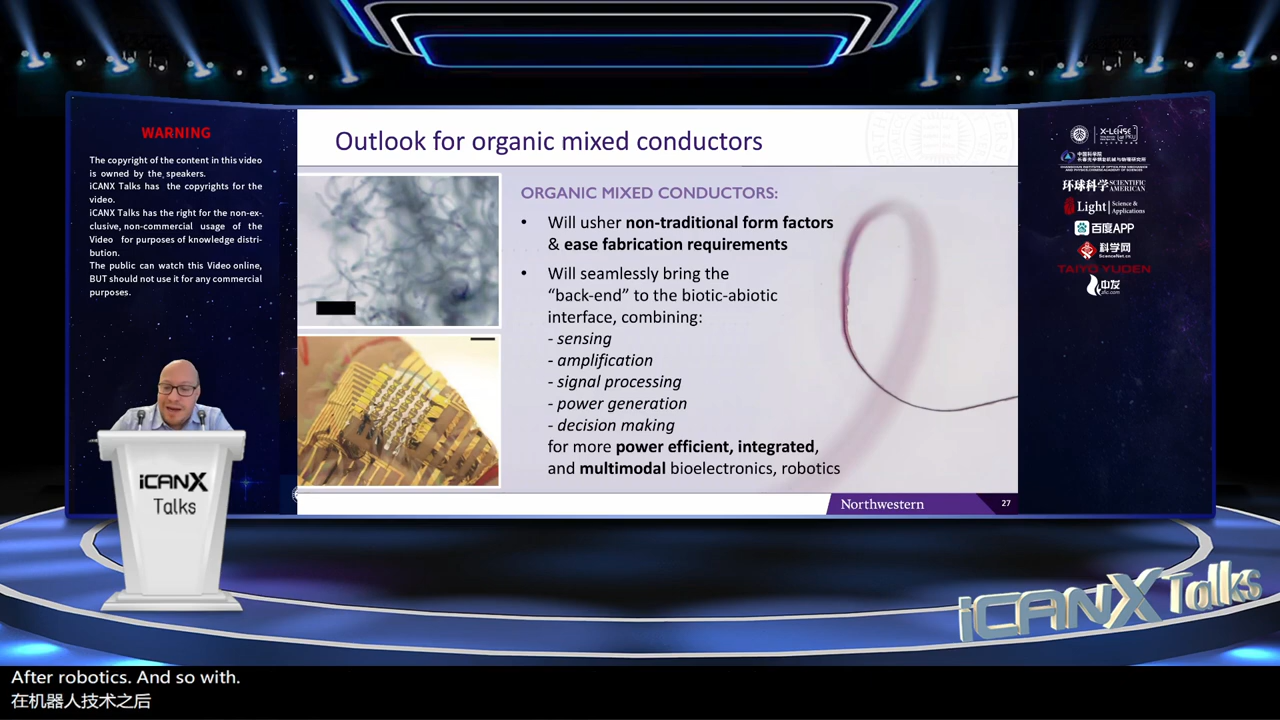 WARNING
The copyright of the content in this video
is owned by the speakers.
iCANX Talks has the copyrights for the
video.
iCANX Talks has the right for the non-ex-
clusive, non-commercial usage of the
Video for purposes of knowledge distri-
bution.
The public can watch this Video online,
BUT should not use it for any commercial
purposes.
iCANX
Talks
Outlook for organic mixed conductors
ORGANIC MIXED CONDUCTORS:
• Will usher non-traditional form factors
& ease fabrication requirements
• Will seamlessly bring the
“back-end” to the biotic-abiotic
interface, combining:
- sensing
- amplification
- signal processing
- power generation
- decision making
for more power efficient, integrated,
and multimodal bioelectronics, robotics
Northwestern
27
X-LENSE
中国科学院
环球科学 SCIENTIFIC AMERICAN
Light Science & Applications
百度APP
科学网
ScienceNet.cn
TAIYO YUDEN
iCANX Talks
After robotics. And so with.
在机器人技术之后